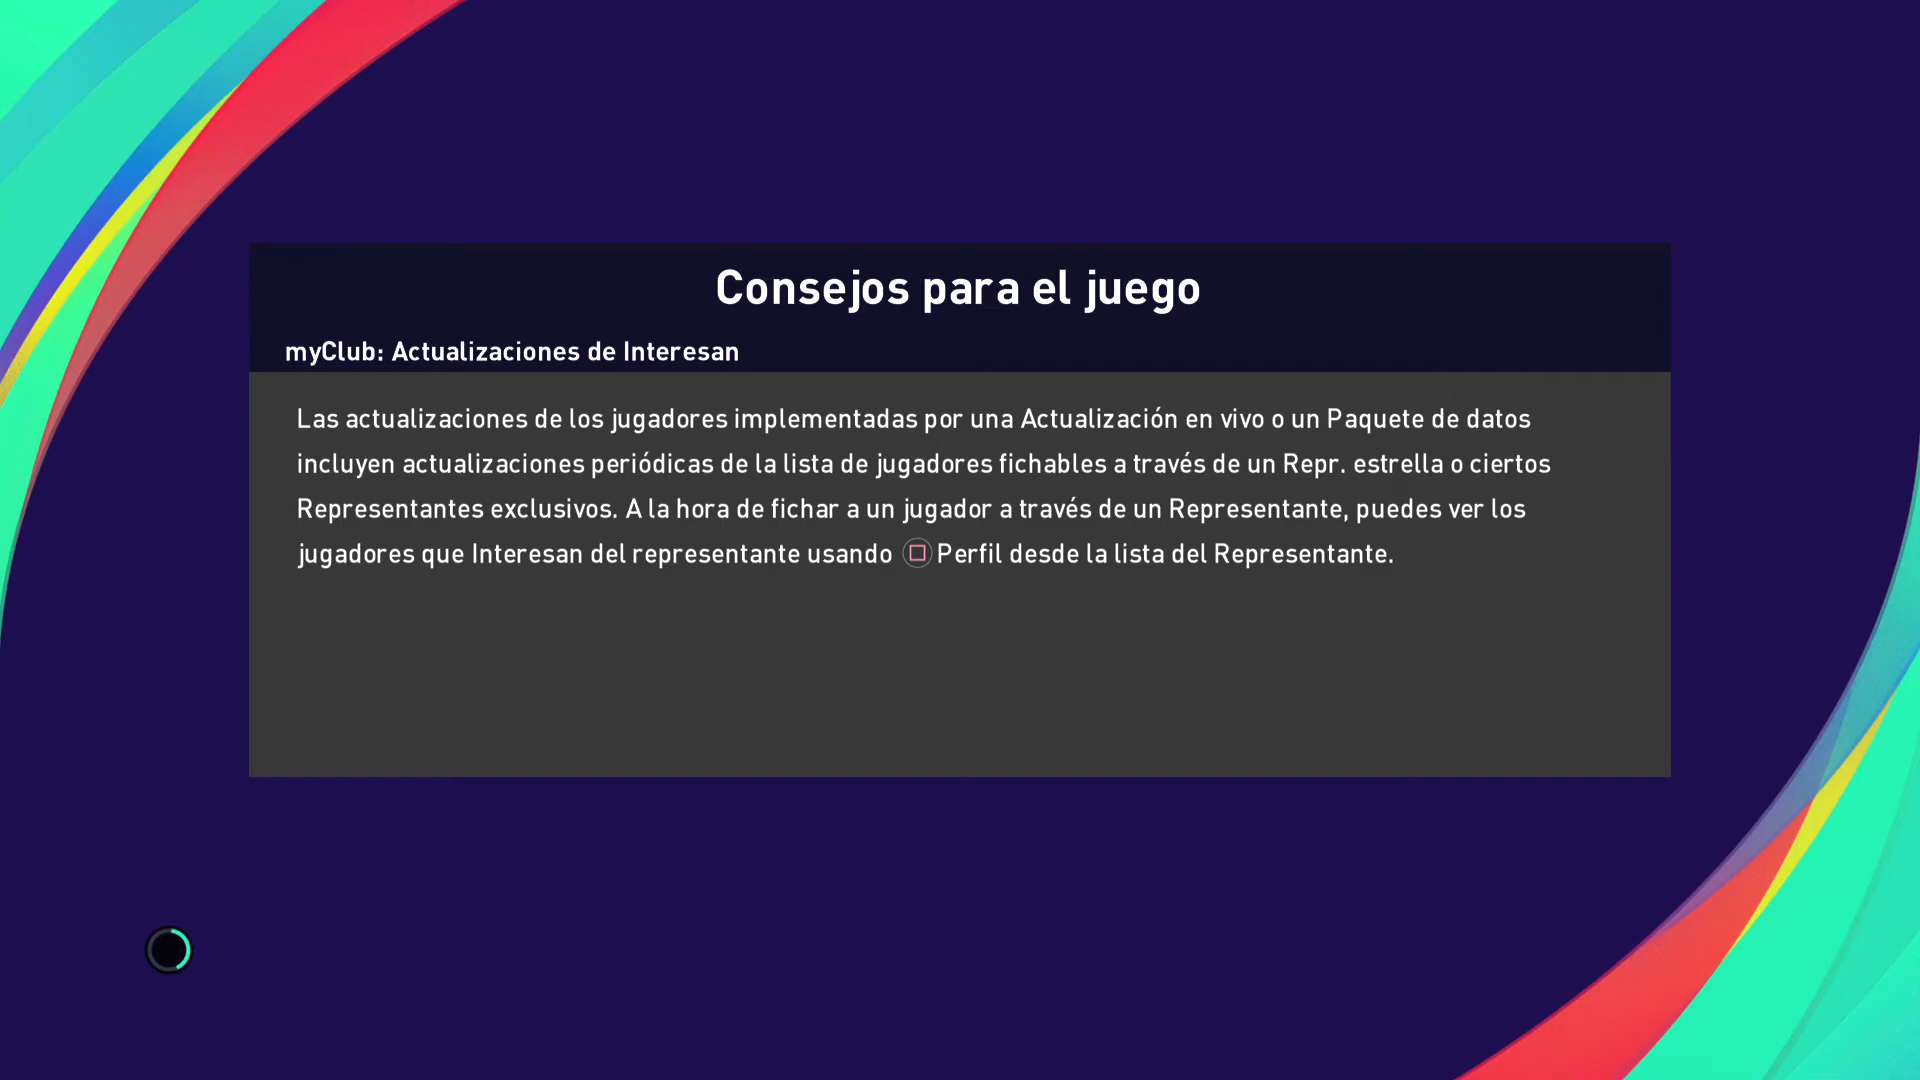 Consejos para el juego
myClub: Actualizaciones de Interesan
Las actualizaciones de los jugadores implementadas por una Actualización en vivo o un Paquete de datos
incluyen actualizaciones periódicas de la lista de jugadores fichables a través de un Repr. estrella o ciertos
Representantes exclusivos. A la hora de fichar a un jugador a través de un Representante, puedes ver los
jugadores que Interesan del representante usando Perfil desde la lista del Representante.